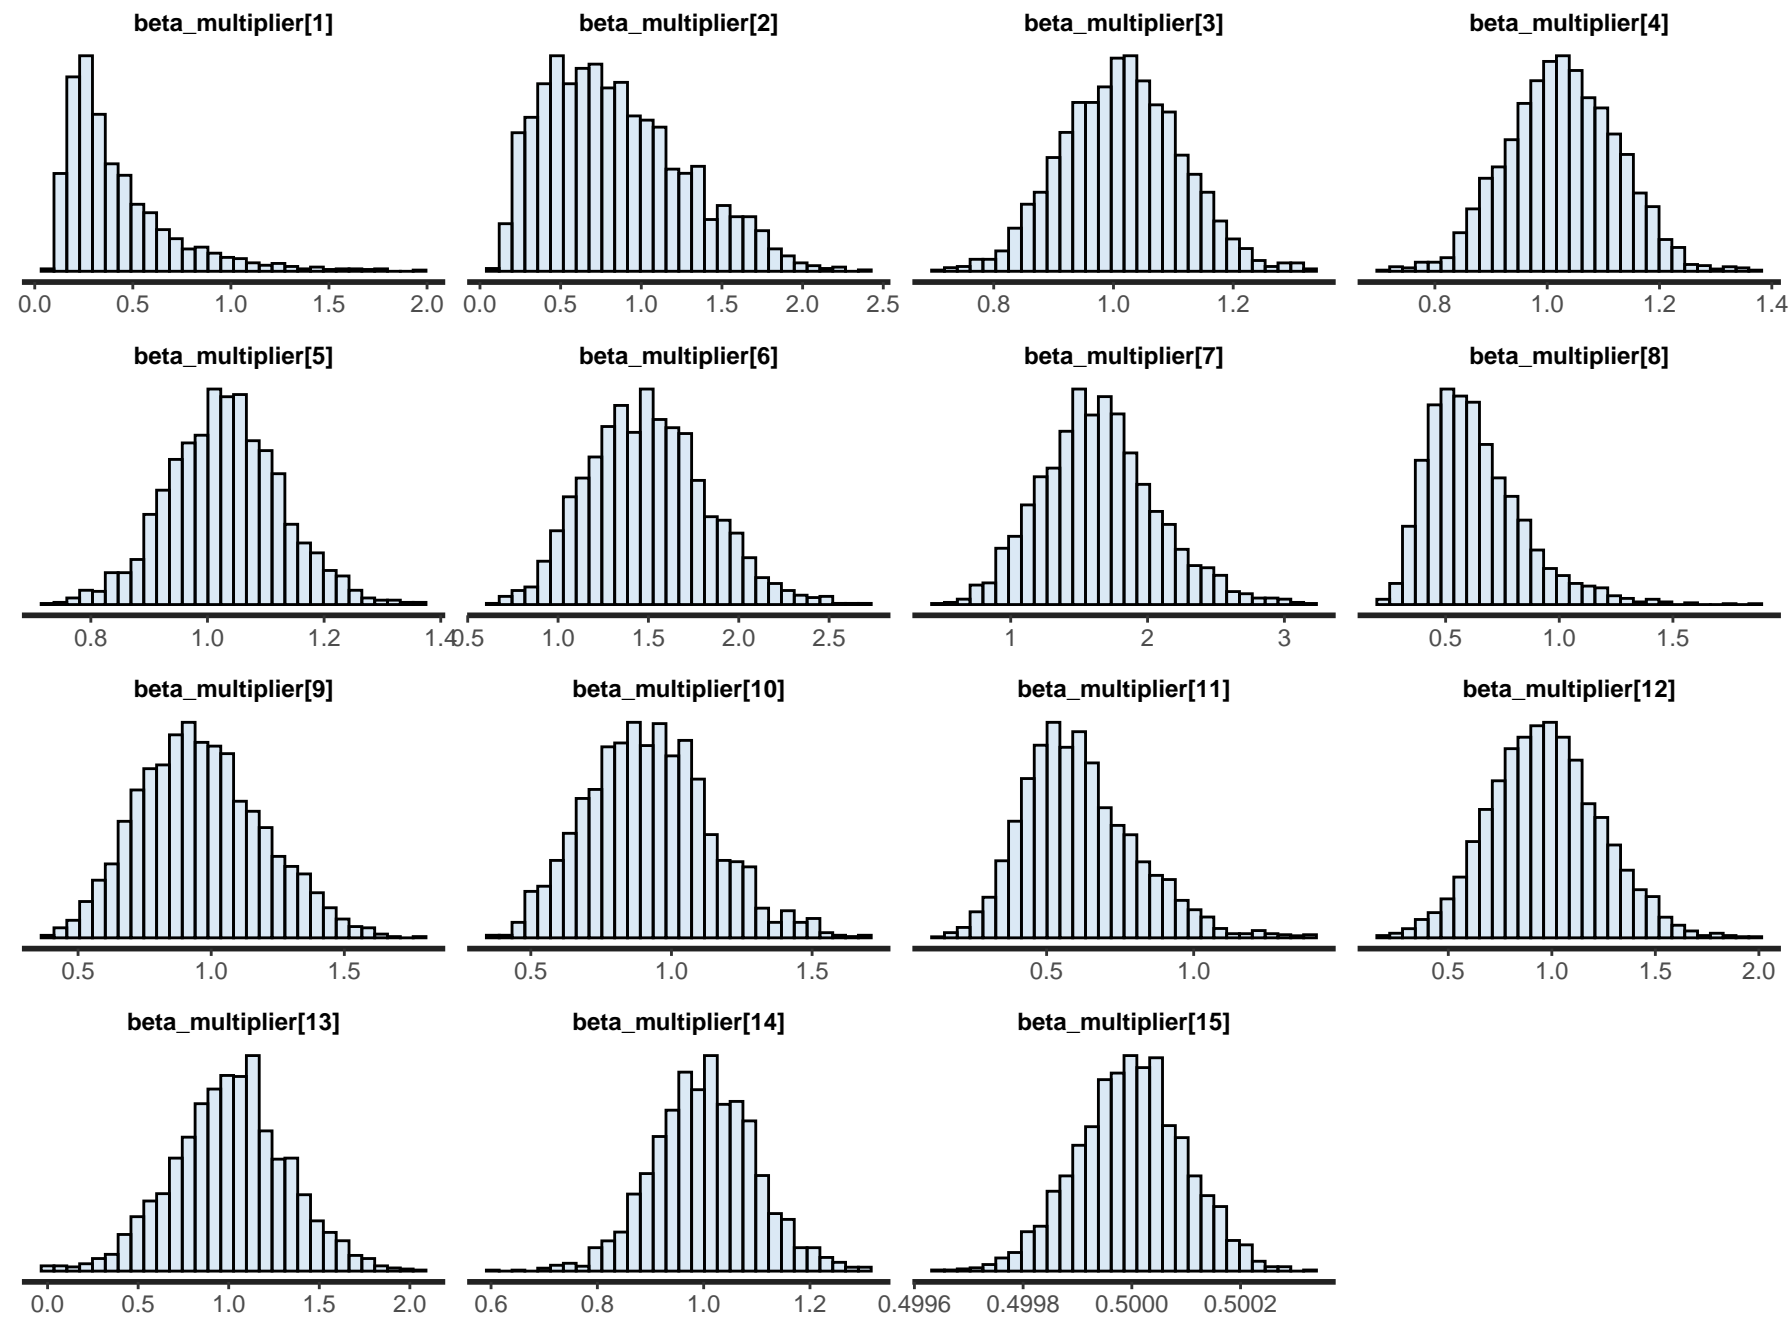 beta_multiplier[1] beta_multiplier[2] beta_multiplier[3] beta_multiplier[4]
0.0 0.5 1.0 1.5 2.0 0.0 0.5 1.0 1.5 2.0 2.5 0.8 1.0 1.2 0.8 1.0 1.2 1.4
beta_multiplier[5] beta_multiplier[6] beta_multiplier[7] beta_multiplier[8]
0.8 1.0 1.2 1.4 0.5 1.0 1.5 2.0 2.5 1 2 3 0.5 1.0 1.5
beta_multiplier[9] beta_multiplier[10] beta_multiplier[11] beta_multiplier[12]
0.5 1.0 1.5 0.5 1.0 1.5 0.5 1.0 0.5 1.0 1.5 2.0
beta_multiplier[13] beta_multiplier[14] beta_multiplier[15]
0.0 0.5 1.0 1.5 2.0 0.6 0.8 1.0 1.2 0.4996 0.4998 0.5000 0.5002